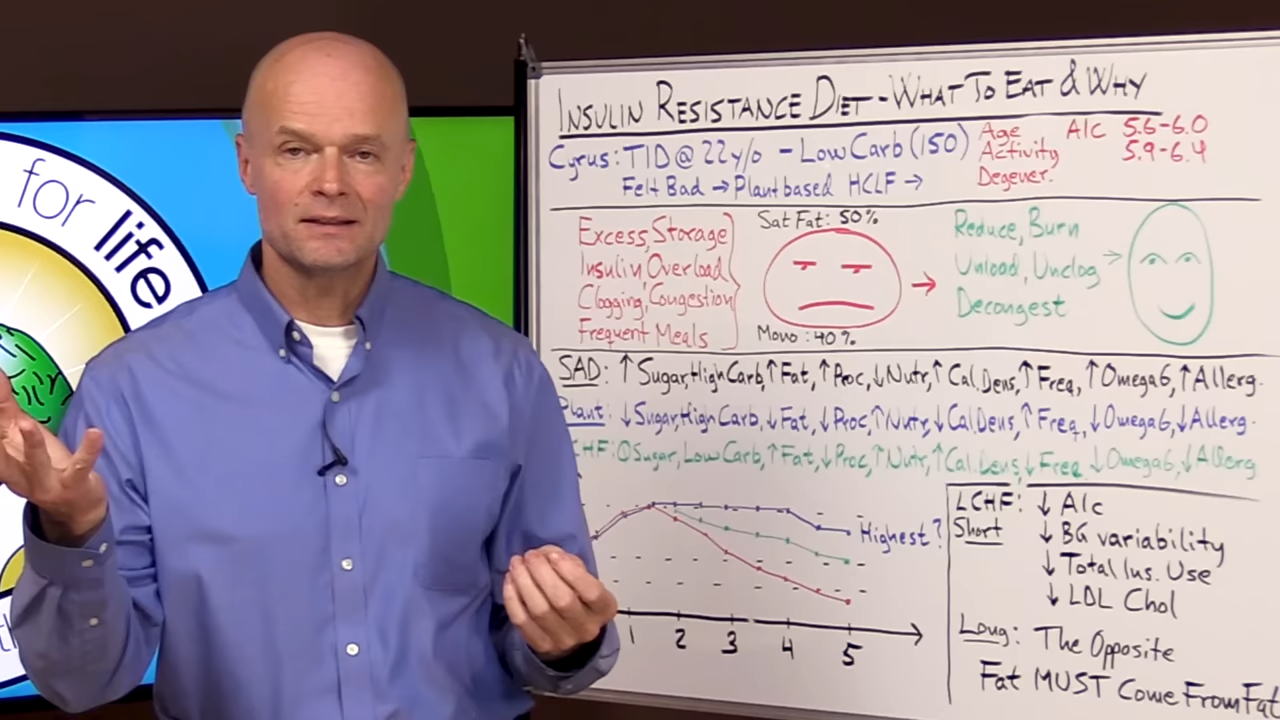 for life
th
INSULIN RESISTANCE DIET - WHAT TO EAT & WHY
Cyrus: T1D @ 22 y/o - Low Carb (150)
Felt Bad → Plantbased HCLF →
Age
Activity
Degener.
A1C 5.6-6.0
5.9-6.4
Excess, Storage
Insulin, Overload
Clogging, Congestion
Frequent Meals
Sat Fat: 50%
Mono: 40%
→
Reduce, Burn
Unload, Unclog →
Decongest
SAD: ↑ Sugar, High Carb, ↑ Fat, ↑ Proc, ↓ Nutr, ↑ Cal. Dens, ↑ Freq, ↑ Omega 6, ↑ Allerg.
Plant: ↓ Sugar, High Carb, ↓ Fat, ↓ Proc, ↑ Nutr, ↓ Cal Dens, ↑ Freq, ↓ Omega 6, ↓ Allerg.
CHF: 0 Sugar, Low Carb, ↑ Fat, ↓ Proc, ↑ Nutr, ↑ Cal. Dens, ↓ Freq ↓ Omega 6, ↓ Allerg
Highest?
1 2 3 4 5
LCHF: ↓ A1c
Short ↓ BG variability
↓ Total Ins. Use
↓ LDL Chol
Long: The Opposite
Fat MUST Come From Fat